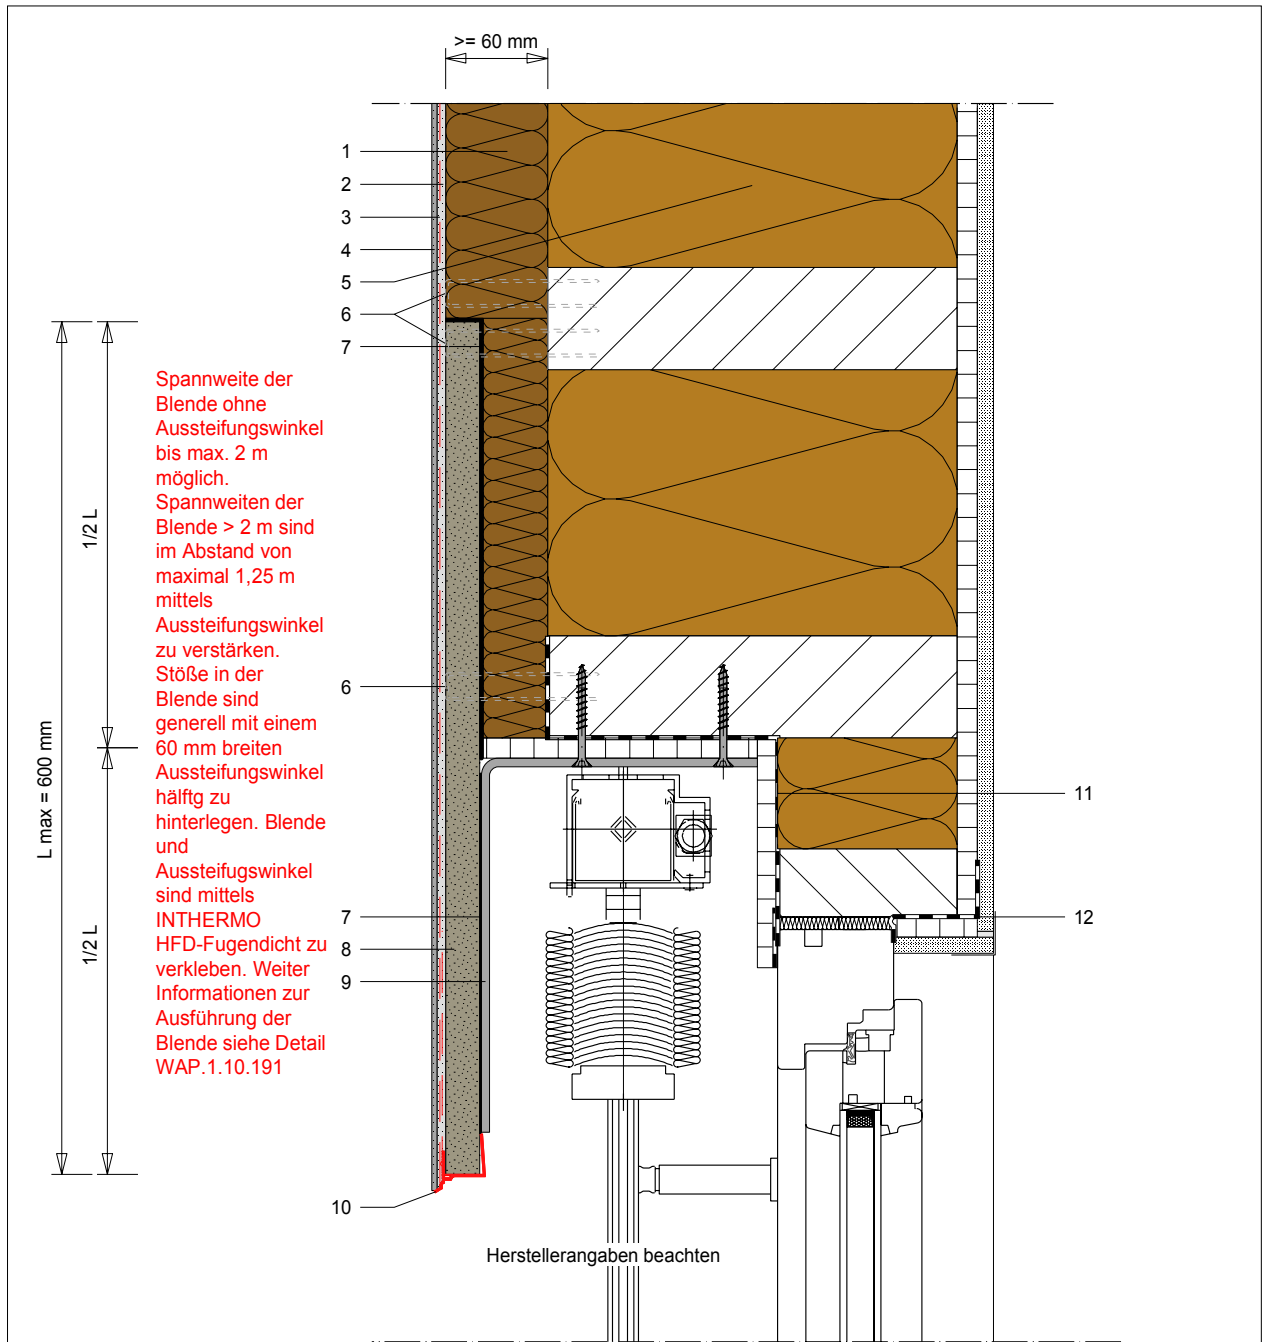 >= 60 mm
1
2
3
4
5
6
7
Spannweite der
Blende ohne
Aussteifungswinkel
bis max. 2 m
möglich.
Spannweiten der
Blende > 2 m sind
im Abstand von
maximal 1,25 m
mittels
Aussteifungswinkel
zu verstärken.
Stöße in der
Blende sind
generell mit einem
60 mm breiten
Aussteifungswinkel
hälftg zu
hinterlegen. Blende
und
Aussteifugswinkel
sind mittels
INTHERMO
HFD-Fugendicht zu
verkleben. Weiter
Informationen zur
Ausführung der
Blende siehe Detail
WAP.1.10.191
1/2 L
L max = 600 mm
1/2 L
6
11
7
12
8
9
10
Herstellerangaben beachten